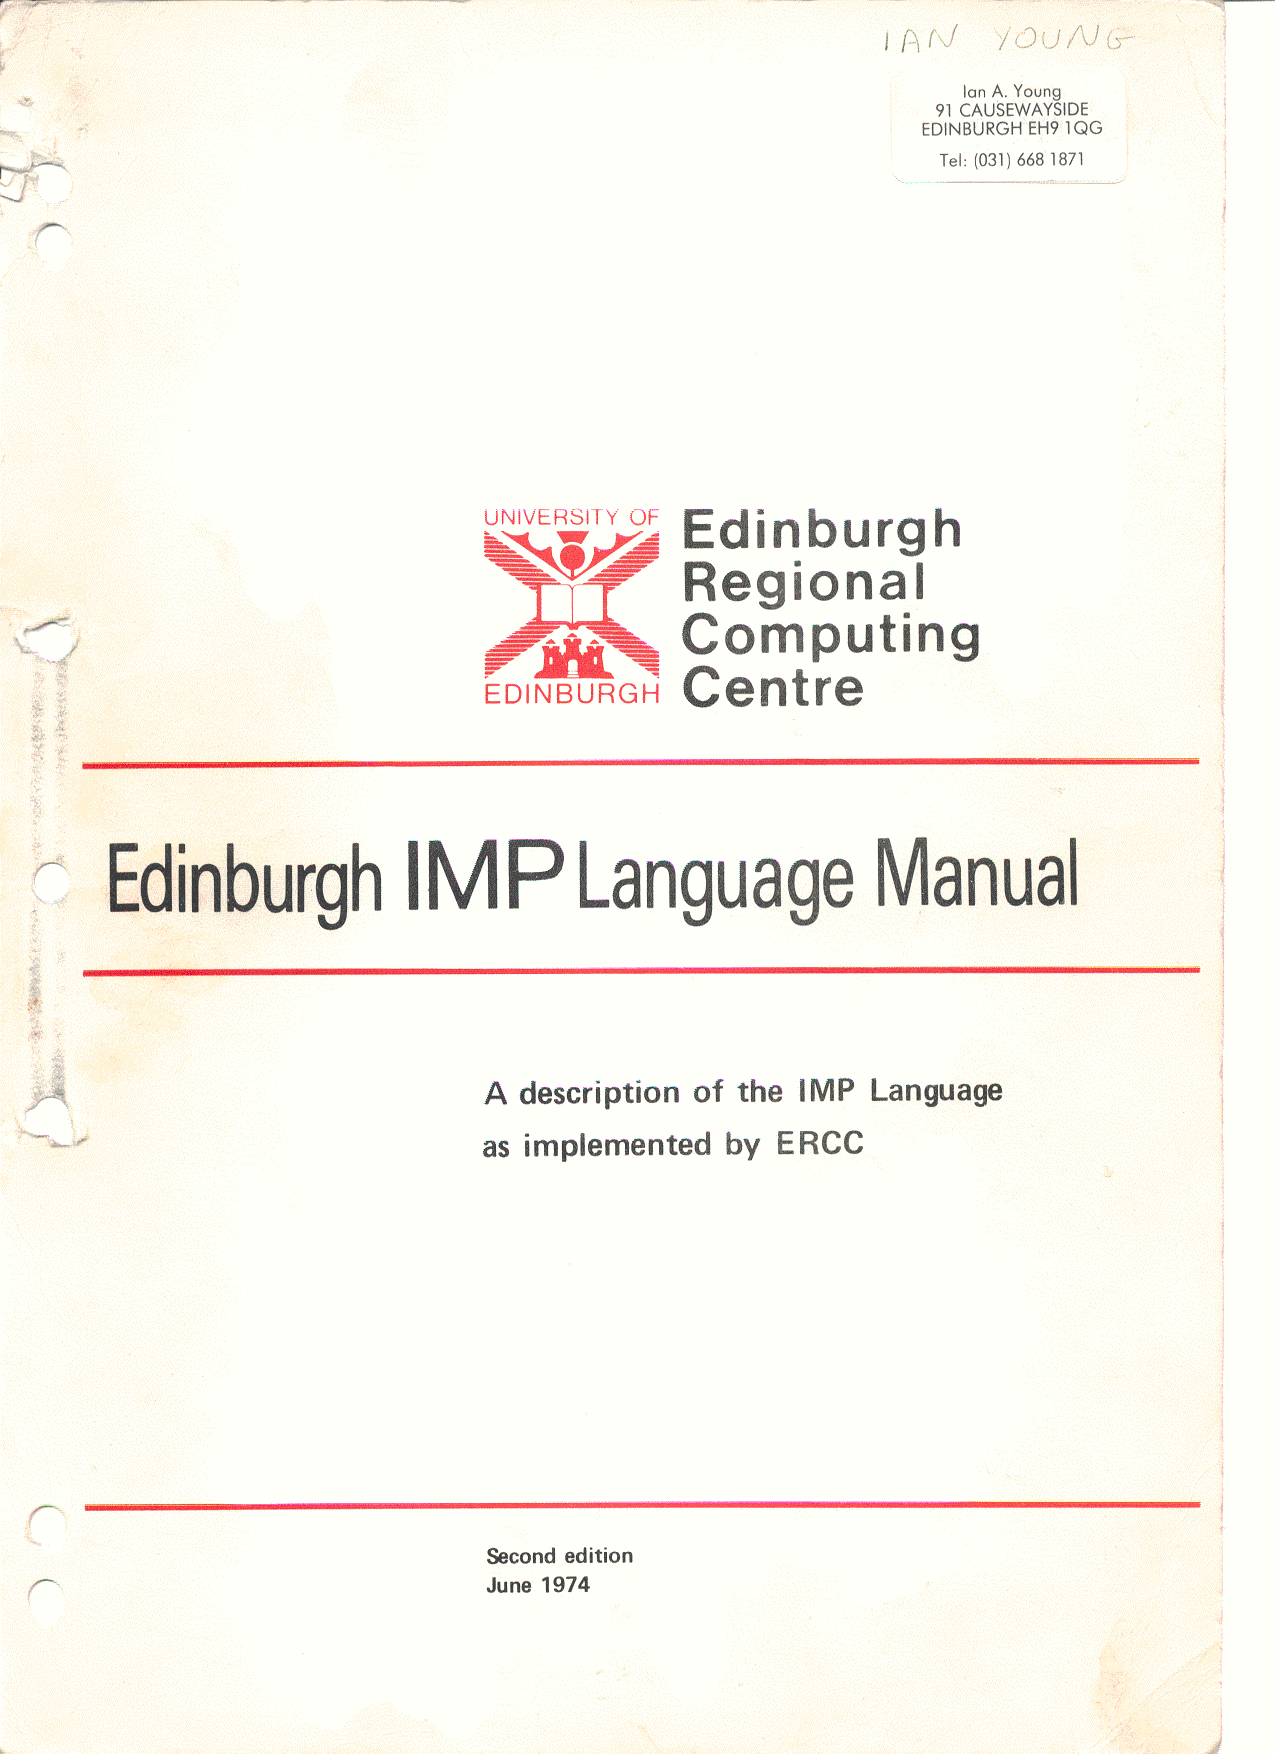 IAN YOUNG
Ian A. Young
91 CAUSEWAYSIDE
EDINBURGH EH9 1QG
Tel: (031) 668 1871
UNIVERSITY OF
EDINBURGH
Edinburgh
Regional
Computing
Centre
Edinburgh IMP Language Manual
A description of the IMP Language
as implemented by ERCC
Second edition
June 1974